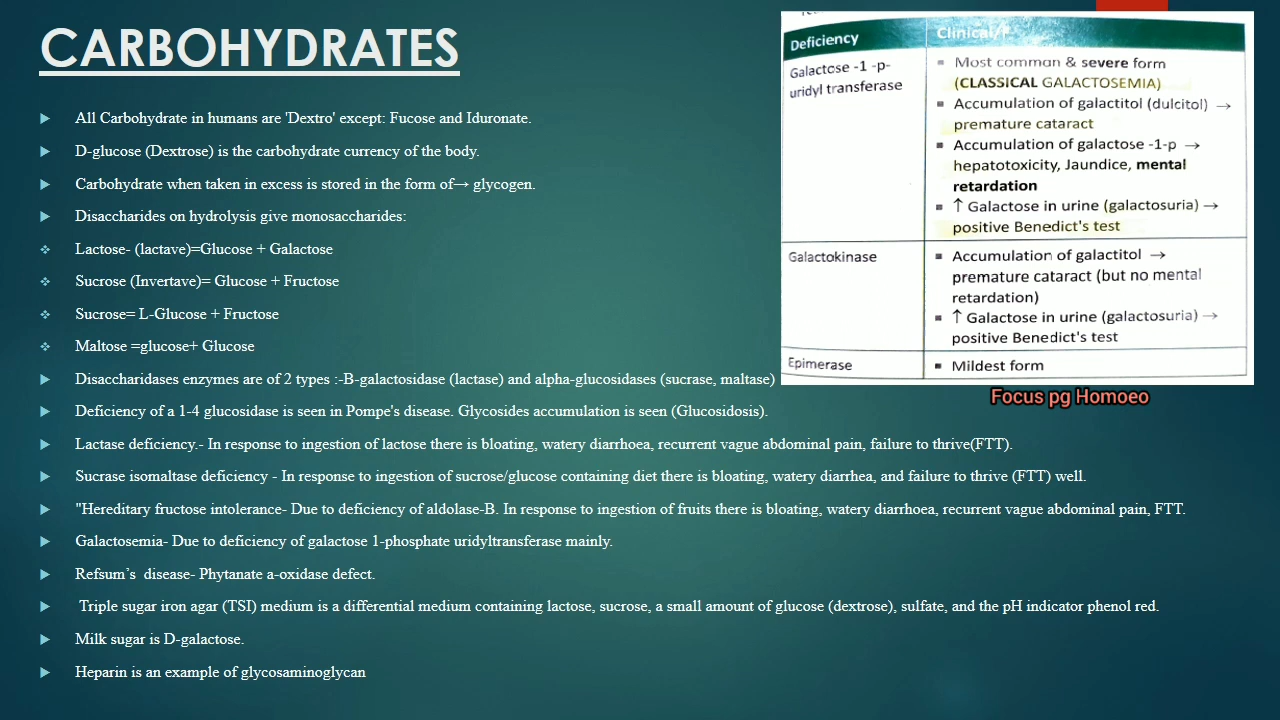 CARBOHYDRATES
All Carbohydrate in humans are 'Dextro' except: Fucose and Iduronate.
D-glucose (Dextrose) is the carbohydrate currency of the body.
Carbohydrate when taken in excess is stored in the form of→ glycogen.
Disaccharides on hydrolysis give monosaccharides:
Lactose- (lactave)=Glucose + Galactose
Sucrose (Invertave)= Glucose + Fructose
Sucrose= L-Glucose + Fructose
Maltose =glucose+ Glucose
Disaccharidases enzymes are of 2 types :-B-galactosidase (lactase) and alpha-glucosidases (sucrase, maltase)
Deficiency of a 1-4 glucosidase is seen in Pompe's disease. Glycosides accumulation is seen (Glucosidosis).
Lactase deficiency.- In response to ingestion of lactose there is bloating, watery diarrhoea, recurrent vague abdominal pain, failure to thrive(FTT).
Sucrase isomaltase deficiency - In response to ingestion of sucrose/glucose containing diet there is bloating, watery diarrhea, and failure to thrive (FTT) well.
"Hereditary fructose intolerance- Due to deficiency of aldolase-B. In response to ingestion of fruits there is bloating, watery diarrhoea, recurrent vague abdominal pain, FTT.
Galactosemia- Due to deficiency of galactose 1-phosphate uridyltransferase mainly.
Refsum's disease- Phytanate a-oxidase defect.
Triple sugar iron agar (TSI) medium is a differential medium containing lactose, sucrose, a small amount of glucose (dextrose), sulfate, and the pH indicator phenol red.
Milk sugar is D-galactose.
Heparin is an example of glycosaminoglycan
Deficiency
Galactose -1 -p-
uridyl transferase
Most common & severe form
(CLASSICAL GALACTOSEMIA)
Accumulation of galactitol (dulcitol) →
premature cataract
Accumulation of galactose -1-p →
hepatotoxicity, Jaundice, mental
retardation
↑ Galactose in urine (galactosuria) →
positive Benedict's test
Galactokinase
Accumulation of galactitol →
premature cataract (but no mental
retardation)
↑ Galactose in urine (galactosuria) →
positive Benedict's test
Epimerase
Mildest form
Focus pg Homoeo